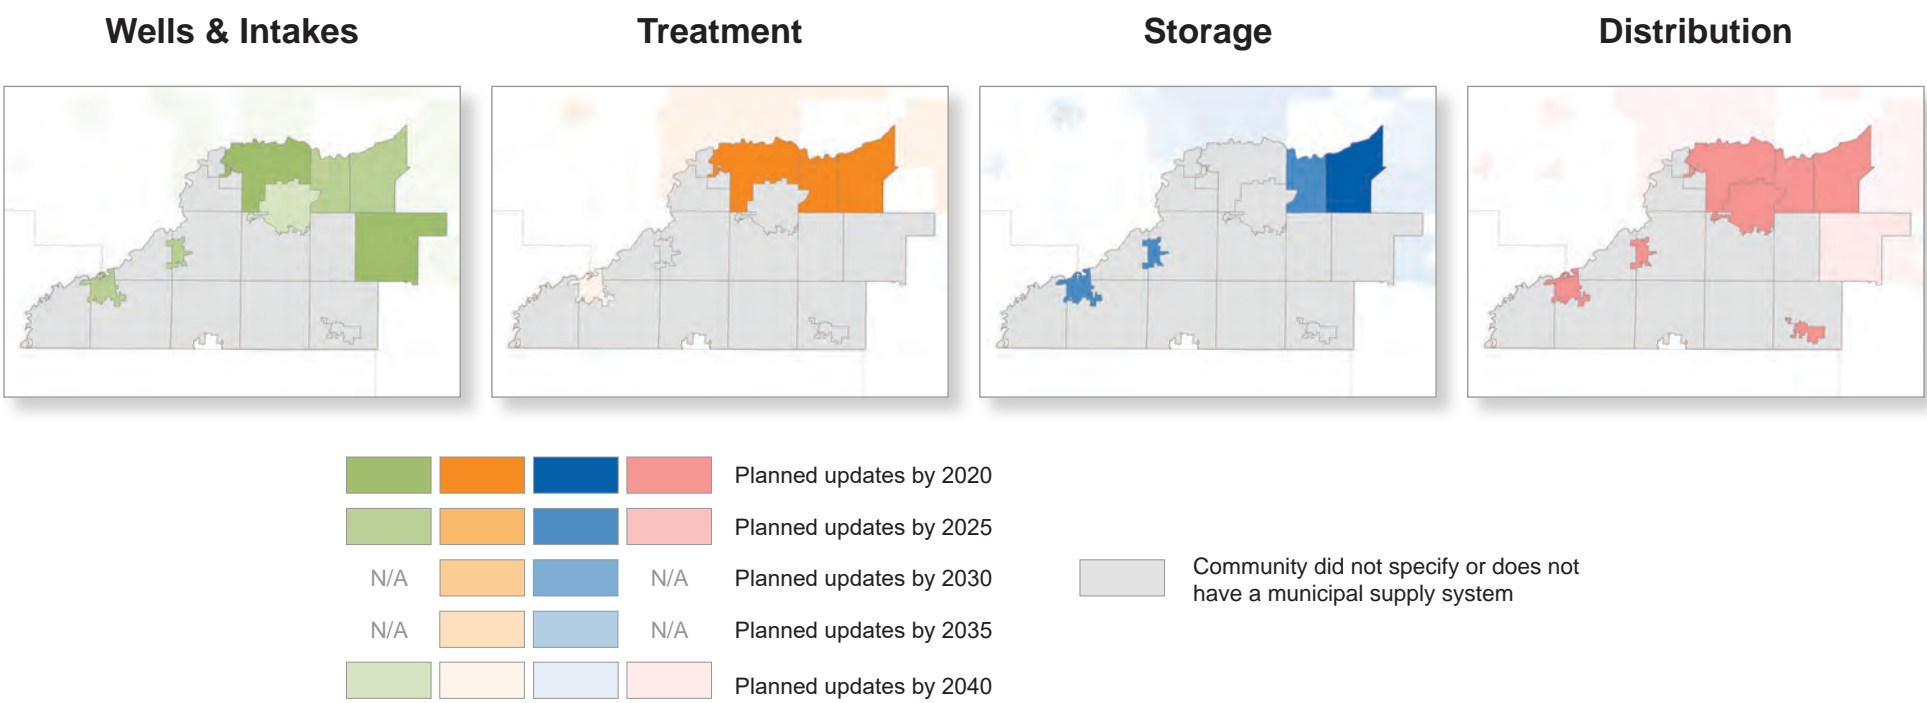 Wells & Intakes
Treatment
Storage
Distribution
Planned updates by 2020
Planned updates by 2025
N/A
N/A
Planned updates by 2030
N/A
N/A
Planned updates by 2035
Planned updates by 2040
Community did not specify or does not
have a municipal supply system